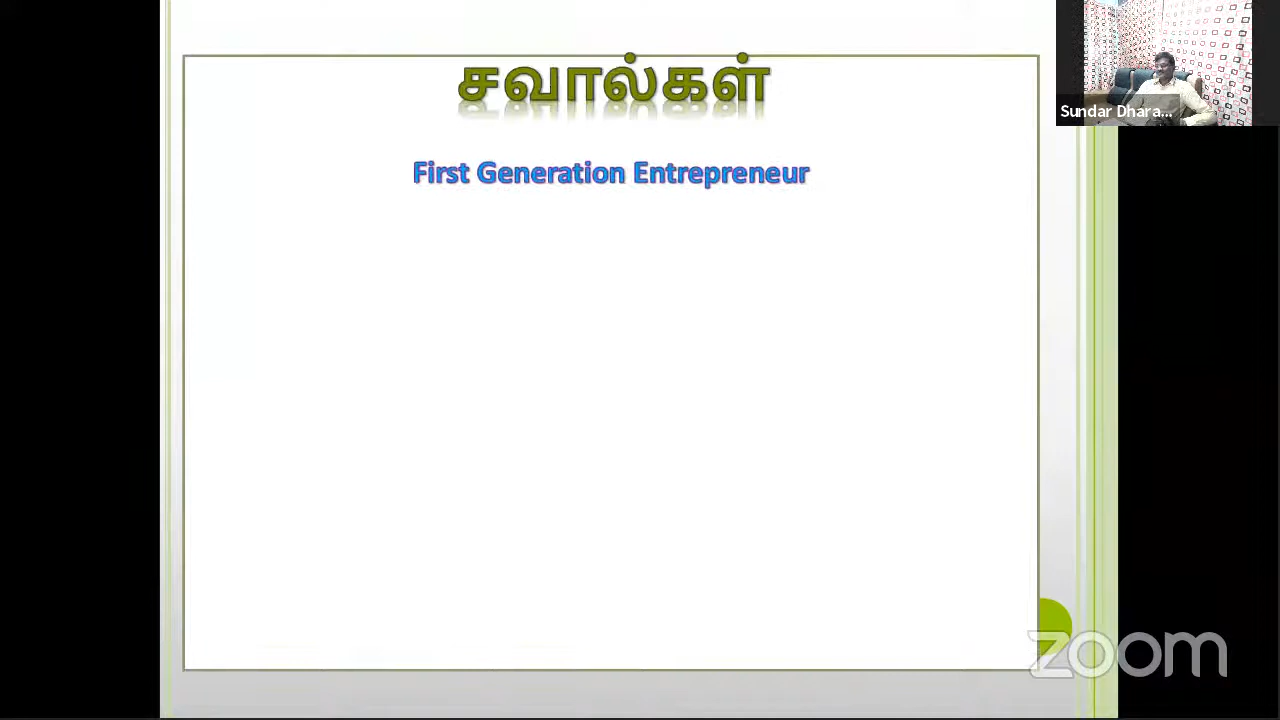 சவால்கள்
First Generation Entrepreneur
Sundar Dhara...
zoom